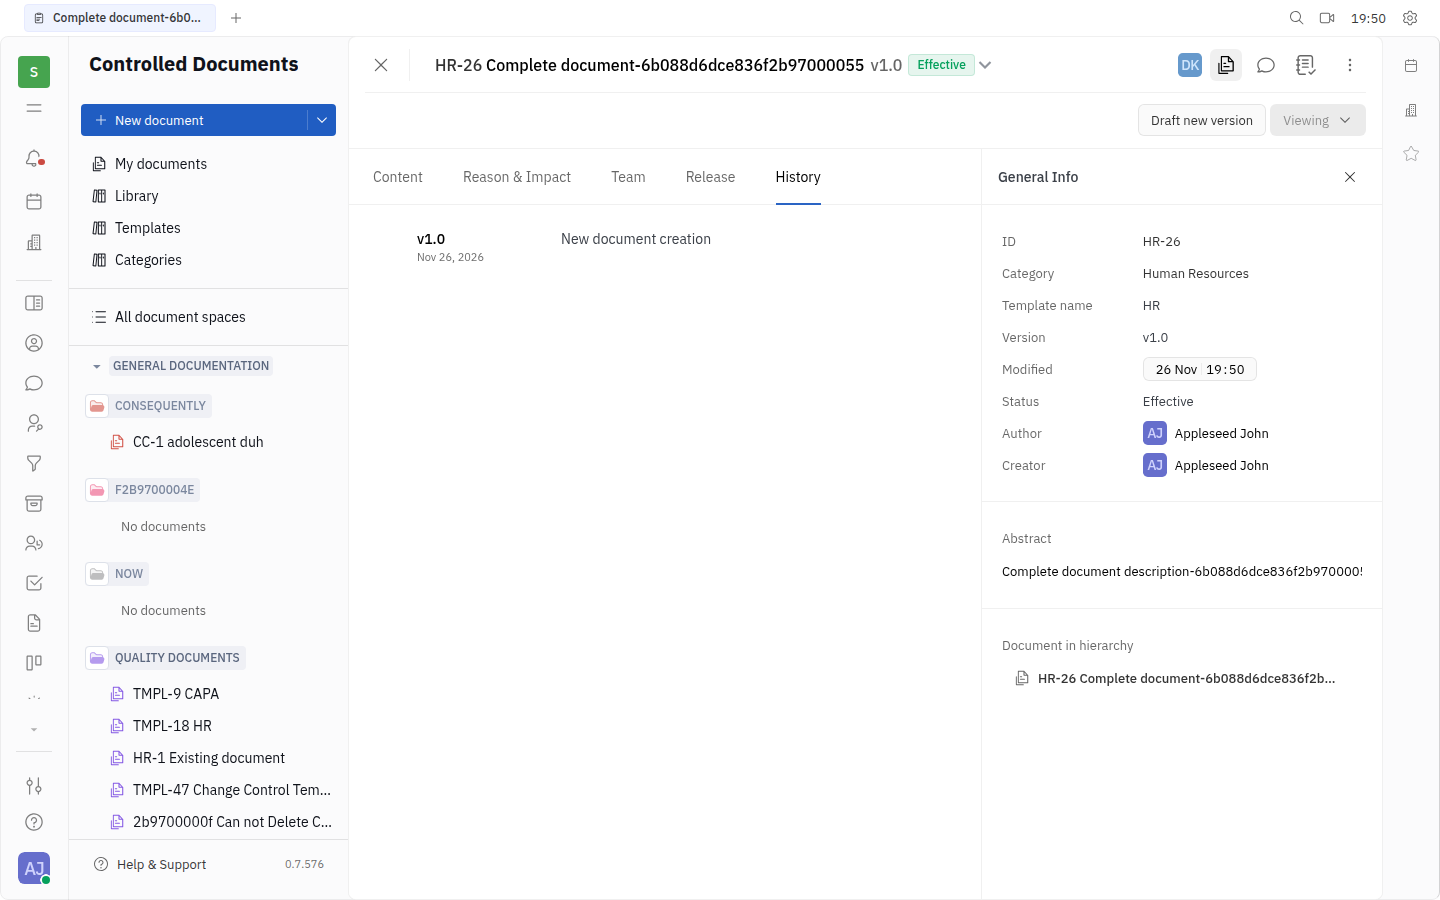 Complete document-6b0...
19:50
S
Controlled Documents
New document
My documents
Library
Templates
Categories
All document spaces
GENERAL DOCUMENTATION
CONSEQUENTLY
CC-1 adolescent duh
F2B9700004E
No documents
NOW
No documents
QUALITY DOCUMENTS
TMPL-9 CAPA
TMPL-18 HR
HR-1 Existing document
TMPL-47 Change Control Tem...
2b9700000f Can not Delete C...
Help & Support
0.7.576
AJ
HR-26 Complete document-6b088d6dce836f2b97000055 v1.0 Effective
DK
Draft new version
Viewing
Content
Reason & Impact
Team
Release
History
v1.0
New document creation
Nov 26, 2026
General Info
ID HR-26
Category Human Resources
Template name HR
Version v1.0
Modified 26 Nov 19:50
Status Effective
Author AJ Appleseed John
Creator AJ Appleseed John
Abstract
Complete document description-6b088d6dce836f2b970000
Document in hierarchy
HR-26 Complete document-6b088d6dce836f2b...